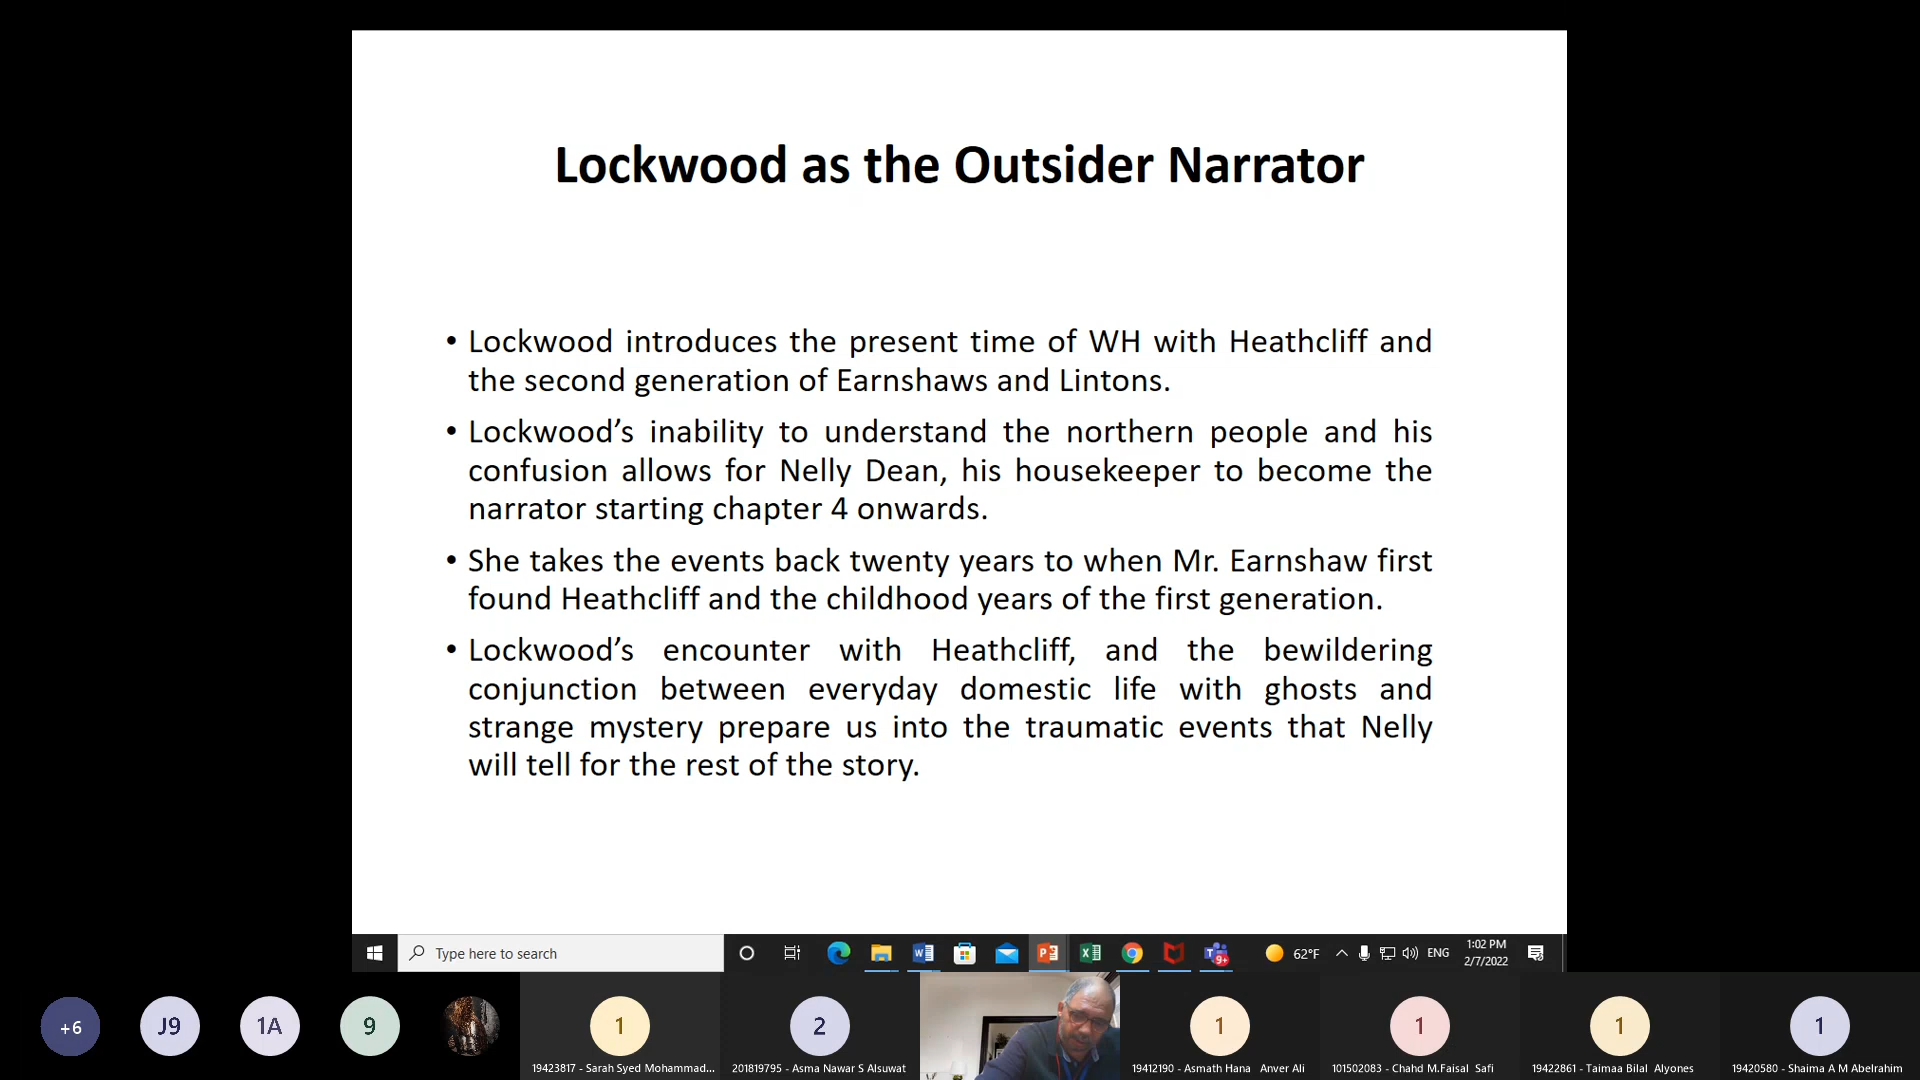 Lockwood as the Outsider Narrator
• Lockwood introduces the present time of WH with Heathcliff and
the second generation of Earnshaws and Lintons.
• Lockwood’s inability to understand the northern people and his
confusion allows for Nelly Dean, his housekeeper to become the
narrator starting chapter 4 onwards.
• She takes the events back twenty years to when Mr. Earnshaw first
found Heathcliff and the childhood years of the first generation.
• Lockwood’s encounter with Heathcliff, and the bewildering
conjunction between everyday domestic life with ghosts and
strange mystery prepare us into the traumatic events that Nelly
will tell for the rest of the story.
Type here to search
9+
62°F
ENG
1:02 PM
2/7/2022
+6
J9
1A
9
1
2
1
1
1
1
19423817 - Sarah Syed Mohammad...
201819795 - Asma Nawar S Alsuwat
19412190 - Asmath Hana Anver Ali
101502083 - Chahd M.Faisal Safi
19422861 - Taimaa Bilal Alyones
19420580 - Shaima A M Abelrahim